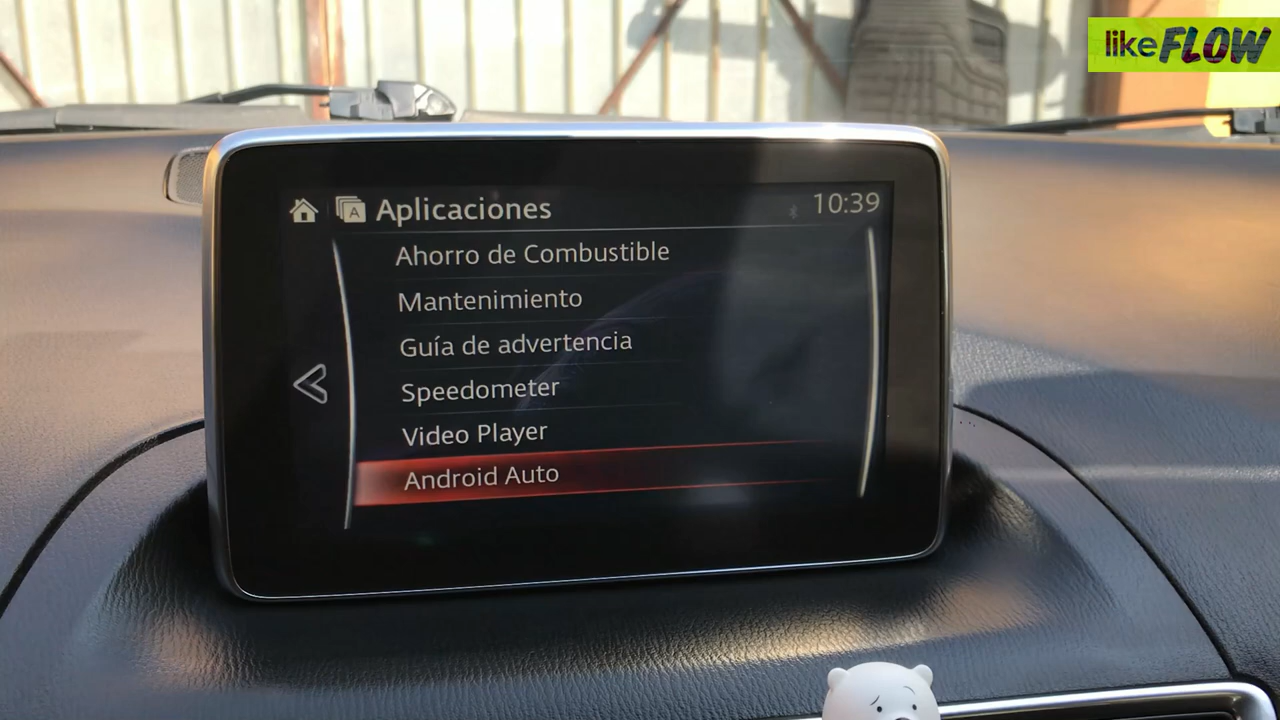 likeFLOW
A Aplicaciones 10:39
Ahorro de Combustible
Mantenimiento
Guía de advertencia
Speedometer
Video Player
Android Auto